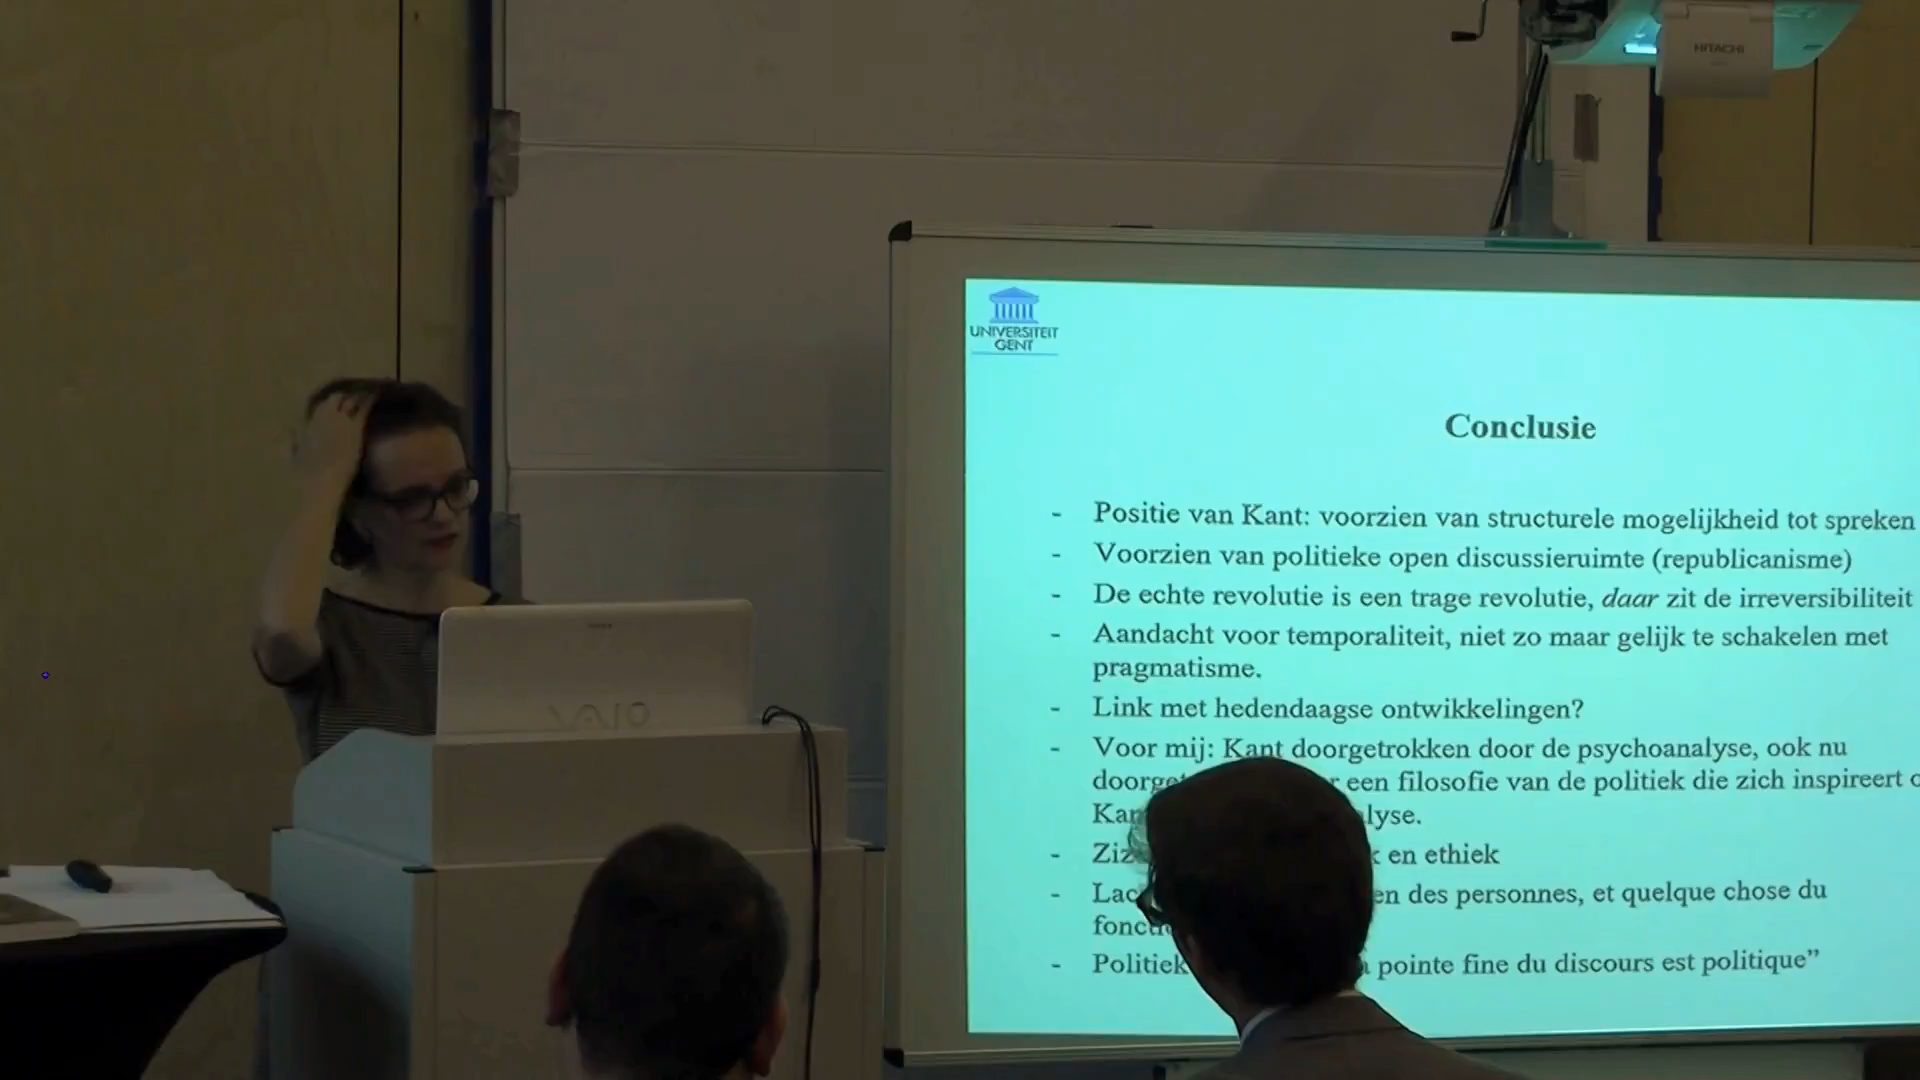 HITACHI
UNIVERSITEIT
GENT
Conclusie
- Positie van Kant: voorzien van structurele mogelijkheid tot spreken
- Voorzien van politieke open discussieruimte (republicanisme)
- De echte revolutie is een trage revolutie, daar zit de irreversibiliteit
- Aandacht voor temporaliteit, niet zo maar gelijk te schakelen met
pragmatisme.
- Link met hedendaagse ontwikkelingen?
- Voor mij: Kant doorgetrokken door de psychoanalyse, ook nu
een filosofie van de politiek die zich inspireert
- en ethiek
- des personnes, et quelque chose du
- Politiek pointe fine du discours est politique”
VAIO